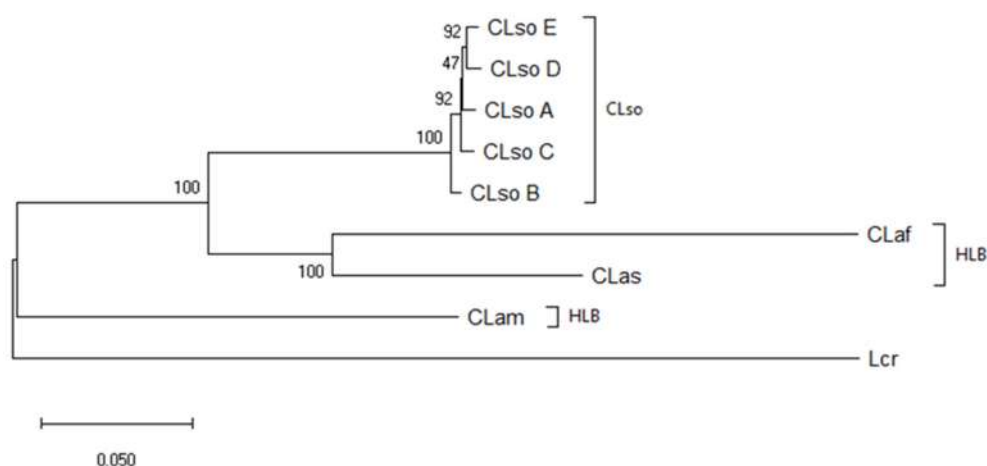 92
CLso E
47
CLso D
92
CLso A
CLso
100
CLso C
100
CLso B
CLaf
HLB
100
CLas
CLam
HLB
Lcr
0.050